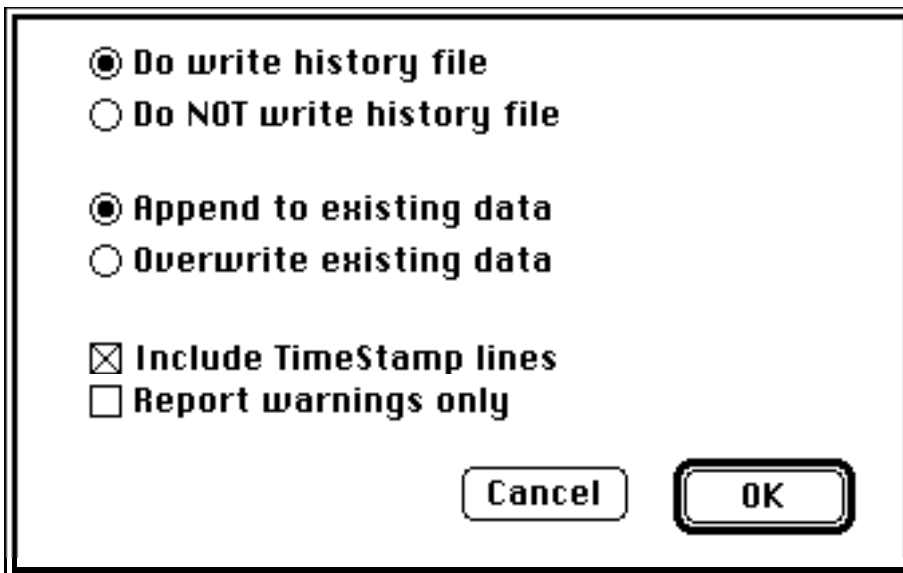 Do write history file
Do NOT write history file
Append to existing data
Overwrite existing data
Include TimeStamp lines
Report warnings only
Cancel
OK